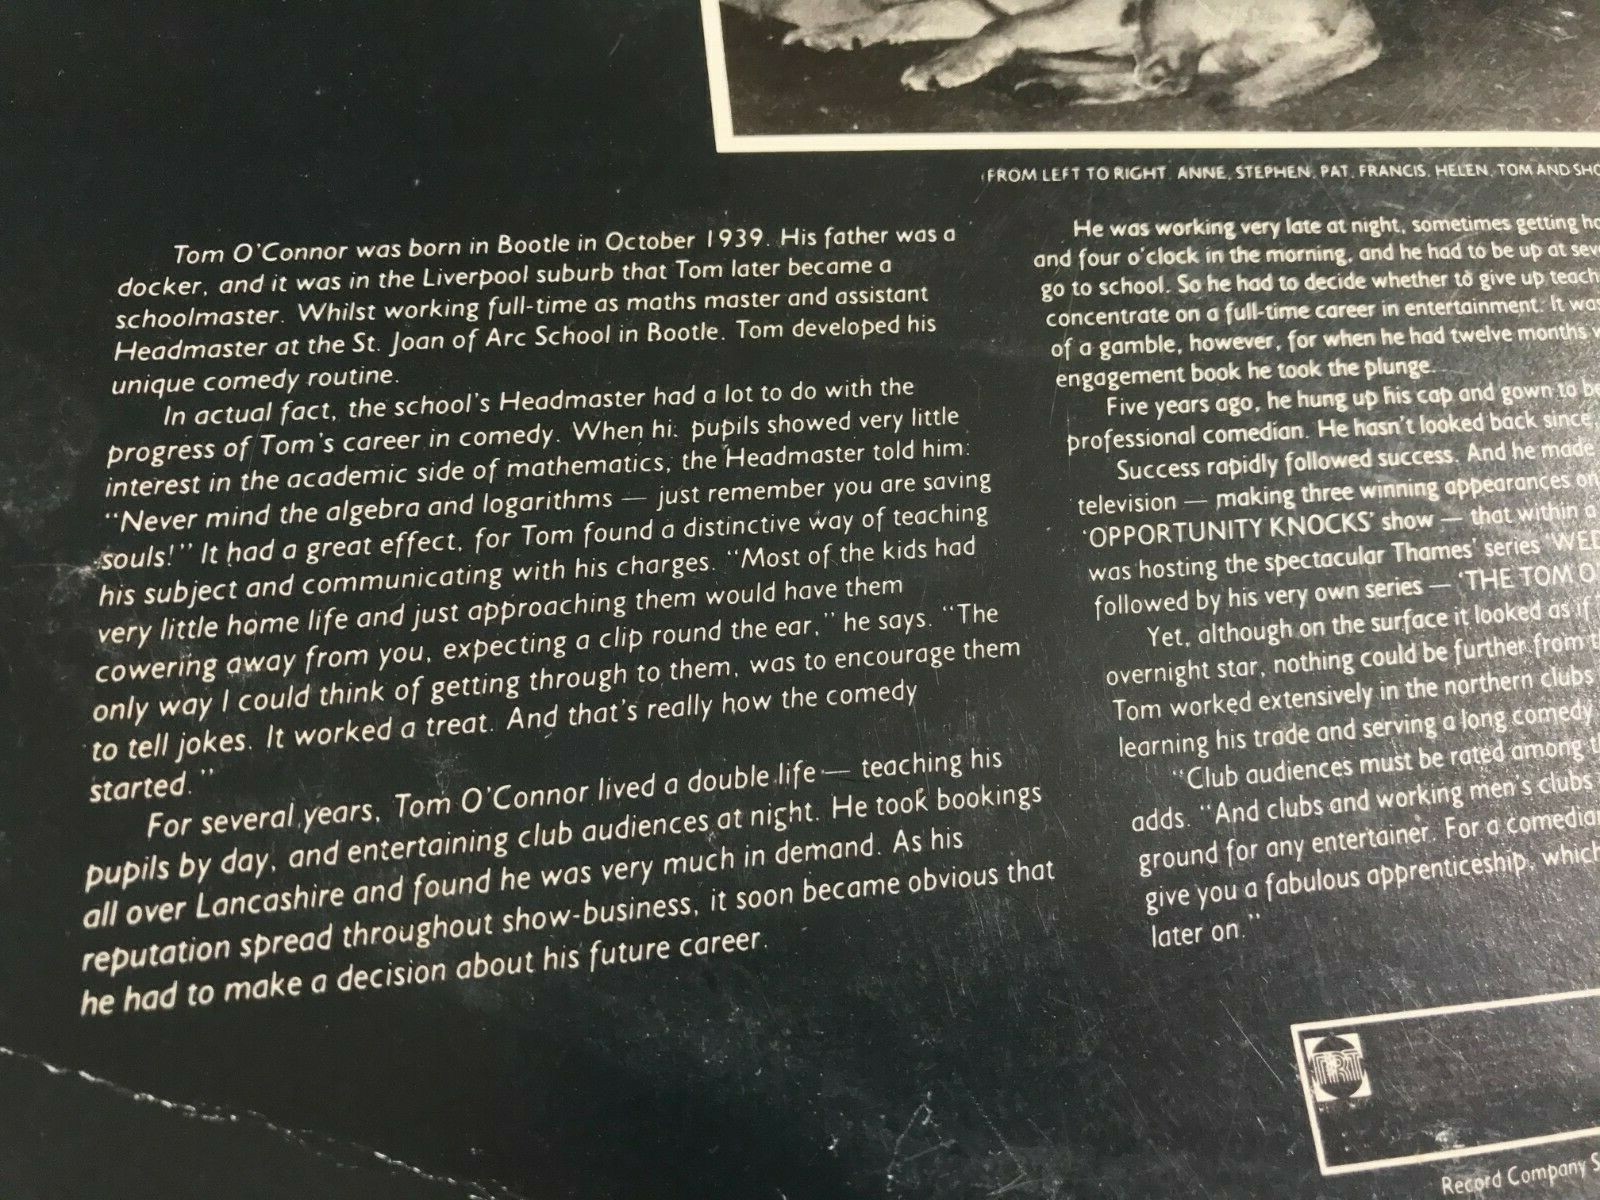 FROM LEFT TO RIGHT, ANNE, STEPHEN, PAT, FRANCIS, HELEN, TOM AND
Tom O'Connor was born in Bootle in October 1939. His father was a
docker, and it was in the Liverpool suburb that Tom later became a
schoolmaster. Whilst working full-time as maths master and assistant
Headmaster at the St. Joan of Arc School in Bootle. Tom developed his
unique comedy routine.
In actual fact, the school's Headmaster had a lot to do with the
progress of Tom's career in comedy. When hi: pupils showed very little
interest in the academic side of mathematics, the Headmaster told him:
"Never mind the algebra and logarithms — just remember you are saving
souls!" It had a great effect, for Tom found a distinctive way of teaching
his subject and communicating with his charges. "Most of the kids had
very little home life and just approaching them would have them
cowering away from you, expecting a clip round the ear," he says. "The
only way I could think of getting through to them, was to encourage them
to tell jokes. It worked a treat. And that's really how the comedy
started."
For several years, Tom O'Connor lived a double life — teaching his
pupils by day, and entertaining club audiences at night. He took bookings
all over Lancashire and found he was very much in demand. As his
reputation spread throughout show-business, it soon became obvious that
he had to make a decision about his future career.
He was working very late at night, sometimes getting
and four o'clock in the morning, and he had to be up at
go to school. So he had to decide whether to give up
concentrate on a full-time career in entertainment. It was
of a gamble, however, for when he had twelve months
engagement book he took the plunge.
Five years ago, he hung up his cap and gown to
professional comedian. He hasn't looked back since,
Success rapidly followed success. And he made
television — making three winning appearances on
'OPPORTUNITY KNOCKS' show — that within a
was hosting the spectacular Thames' series
followed by his very own series — 'THE TOM
Yet, although on the surface it looked as if
overnight star, nothing could be further from
Tom worked extensively in the northern clubs
learning his trade and serving a long comedy
"Club audiences must be rated among
adds. "And clubs and working men's clubs
ground for any entertainer. For a comedian
give you a fabulous apprenticeship, which
later on."
TRT
Record Company